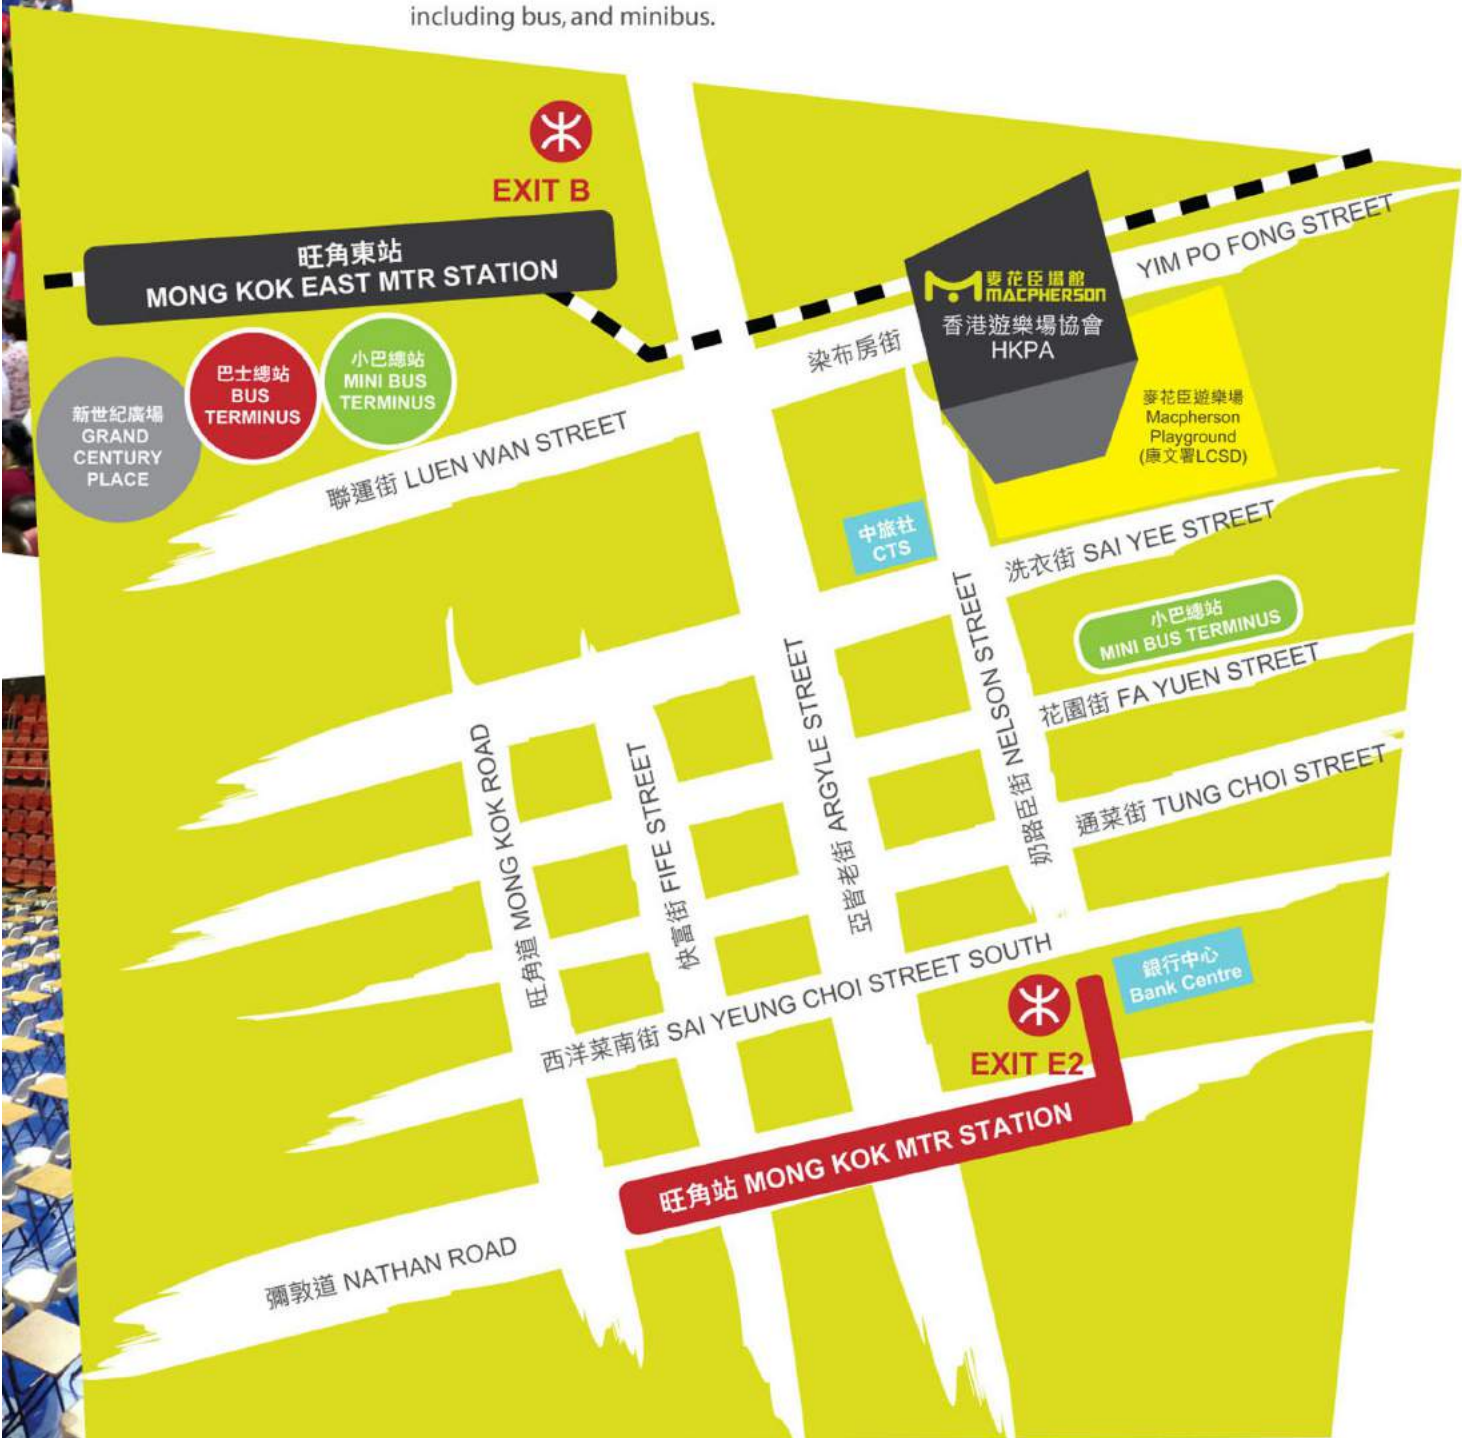 including bus, and minibus.
EXIT B
旺角東站
MONG KOK EAST MTR STATION
新世紀廣場
GRAND
CENTURY
PLACE
巴士總站
BUS
TERMINUS
小巴總站
MINI BUS
TERMINUS
聯運街 LUEN WAN STREET
染布房街
YIM PO FONG STREET
麥花臣場館
MACPHERSON
香港遊樂場協會
HKPA
麥花臣遊樂場
Macpherson
Playground
(康文署LCSD)
中旅社
CTS
洗衣街 SAI YEE STREET
小巴總站
MINI BUS TERMINUS
花園街 FA YUEN STREET
通菜街 TUNG CHOI STREET
旺角道 MONG KOK ROAD
快富街 FIFE STREET
亞皆老街 ARGYLE STREET
奶路臣街 NELSON STREET
西洋菜南街 SAI YEUNG CHOI STREET SOUTH
銀行中心
Bank Centre
EXIT E2
旺角站 MONG KOK MTR STATION
彌敦道 NATHAN ROAD